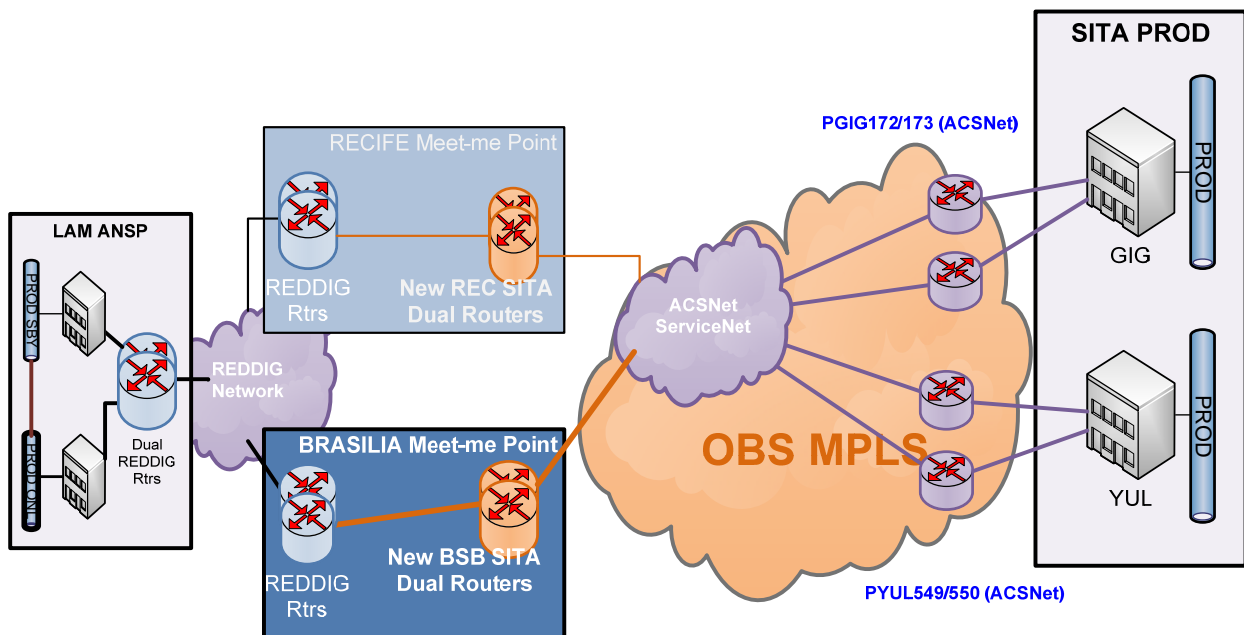 SITA PROD
PGIG172/173 (ACSNet)
PROD
GIG
RECIFE Meet-me Point
REDDIG
Rtrs
New REC SITA
Dual Routers
LAM ANSP
PROD SBY
PROD ONL
Dual
REDDIG
Rtrs
REDDIG
Network
ACSNet
ServiceNet
OBS MPLS
BRASILIA Meet-me Point
REDDIG
Rtrs
New BSB SITA
Dual Routers
PROD
YUL
PYUL549/550 (ACSNet)